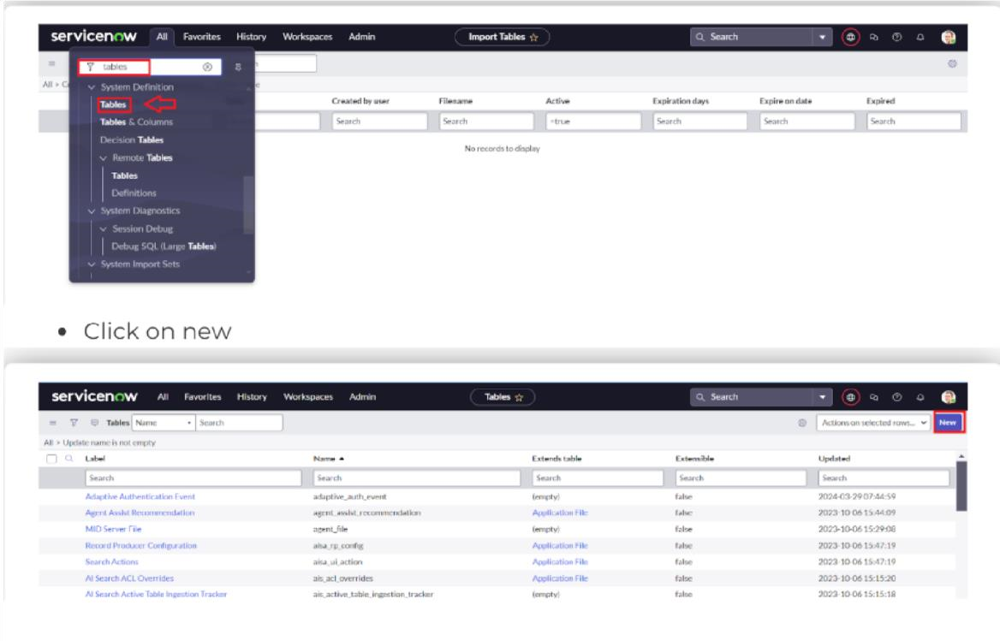 servicenow All Favorites History Workspaces Admin Import Tables Search
tables
All >
System Definition
Tables
Created by user Filename Active Expiration days Expire on date Expired
Tables & Columns
Search Search =true Search Search Search
Decision Tables
No records to display
Remote Tables
Tables
Definitions
System Diagnostics
Session Debug
Debug SQL (Large Tables)
System Import Sets
• Click on new
servicenow All Favorites History Workspaces Admin Tables Search
Tables Name Search Actions on selected rows... New
All > Update name is not empty
Label Name Extends table Extensible Updated
Search Search Search Search Search
Adaptive Authentication Event adaptive_auth_event (empty) false 2024-03-29 07:44:59
Agent Assist Recommendation agent_assist_recommendation Application File false 2023-10-06 15:44:09
MID Server File agent_file (empty) false 2023-10-06 15:29:08
Record Producer Configuration aisa_rp_config Application File false 2023-10-06 15:47:19
Search Actions aisa_ui_action Application File false 2023-10-06 15:47:19
AI Search ACL Overrides ais_acl_overrides Application File false 2023-10-06 15:15:20
AI Search Active Table Ingestion Tracker ais_active_table_ingestion_tracker (empty) false 2023-10-06 15:15:18